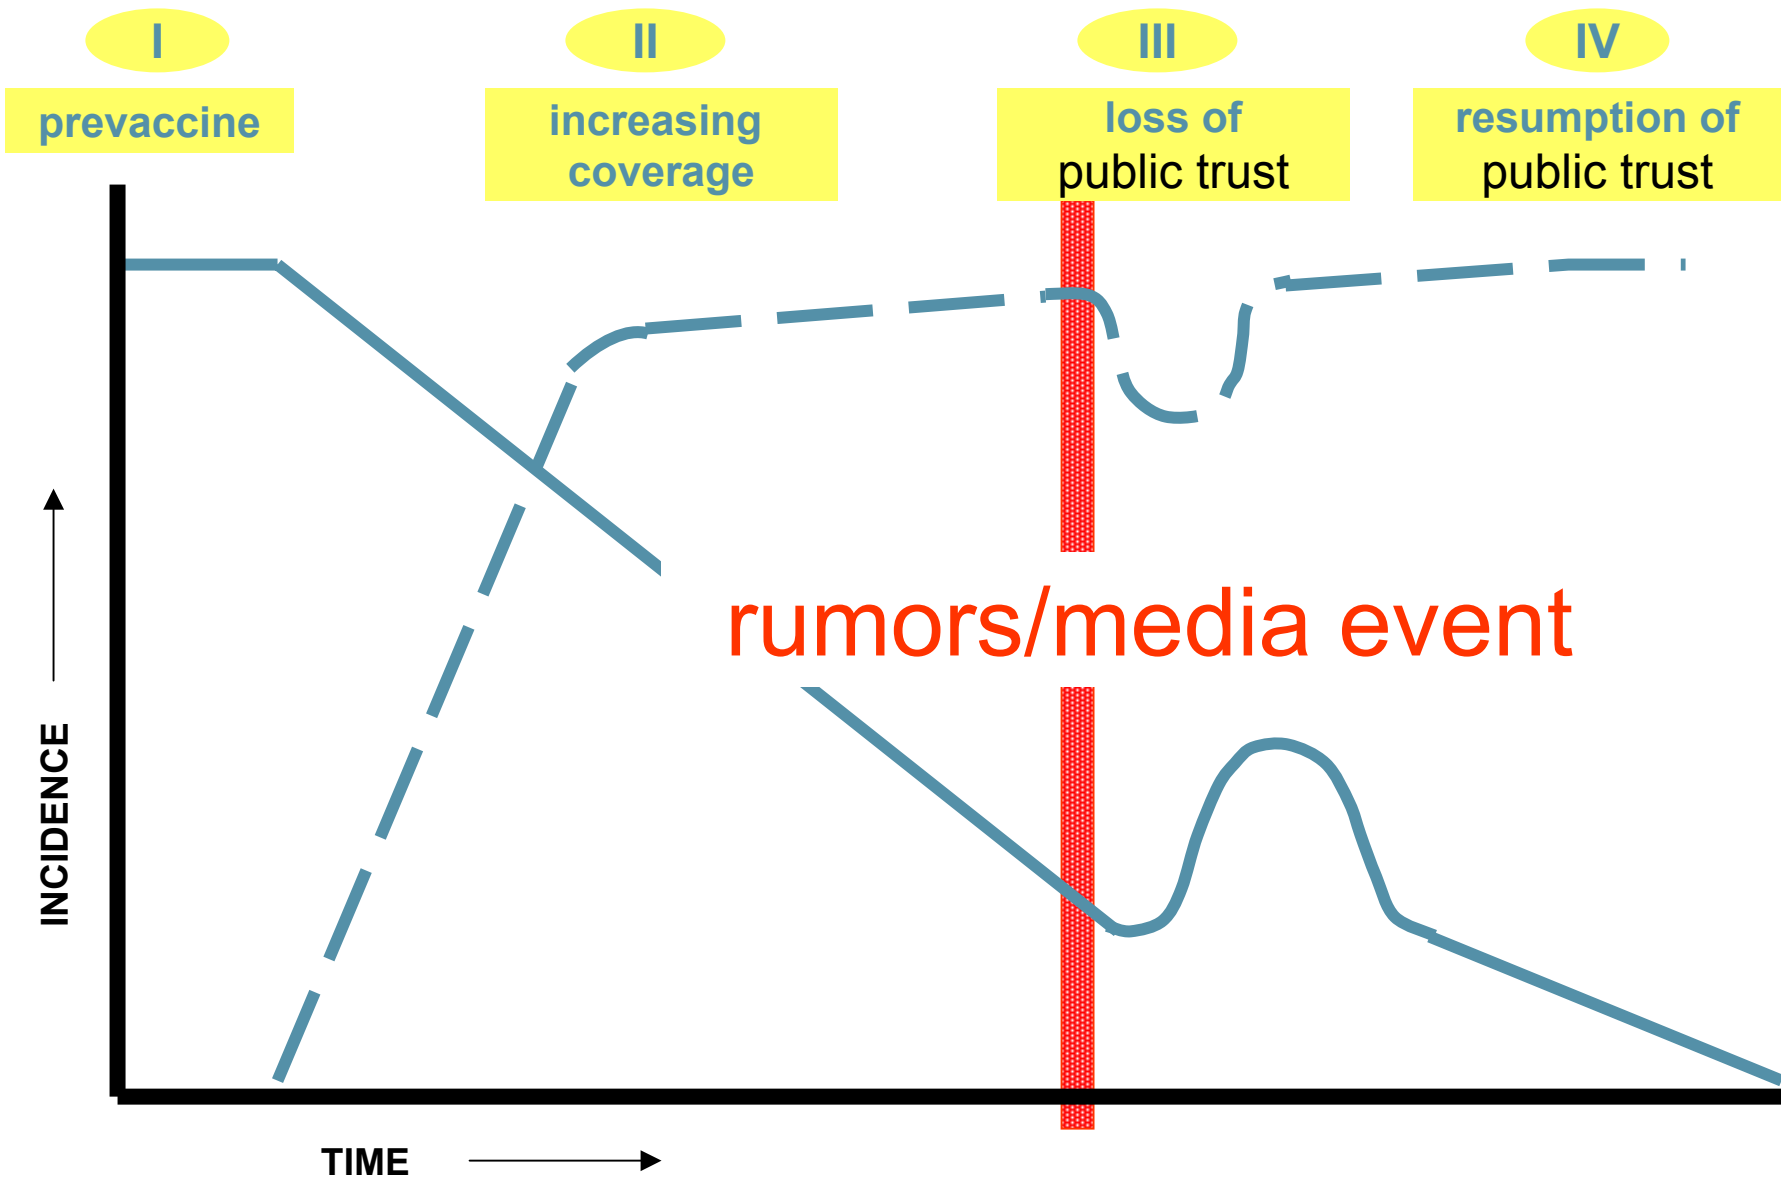 I
II
III
IV
prevaccine
increasing
coverage
loss of
public trust
resumption of
public trust
rumors/media event
INCIDENCE
TIME